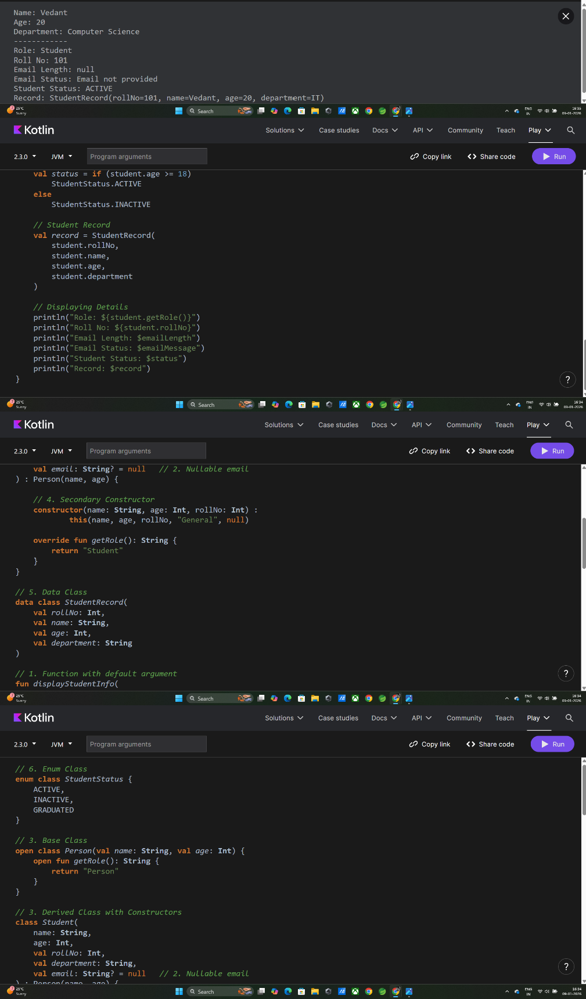 Name: Vedant
Age: 20
Department: Computer Science
------------
Role: Student
Roll No: 101
Email Length: null
Email Status: Email not provided
Student Status: ACTIVE
Record: StudentRecord(rollNo=101, name=Vedant, age=20, department=IT)
7 25°C Sunny Search ENG IN 16:35 09-01-2026
Kotlin Solutions Case studies Docs API Community Teach Play
2.3.0 JVM Program arguments Copy link Share code Run
    val status = if (student.age >= 18)
        StudentStatus.ACTIVE
    else
        StudentStatus.INACTIVE

    // Student Record
    val record = StudentRecord(
        student.rollNo,
        student.name,
        student.age,
        student.department
    )

    // Displaying Details
    println("Role: ${student.getRole()}")
    println("Roll No: ${student.rollNo}")
    println("Email Length: $emailLength")
    println("Email Status: $emailMessage")
    println("Student Status: $status")
    println("Record: $record")
}
?
7 25°C Sunny Search ENG IN 16:34 09-01-2026
Kotlin Solutions Case studies Docs API Community Teach Play
2.3.0 JVM Program arguments Copy link Share code Run
    val email: String? = null   // 2. Nullable email
) : Person(name, age) {

    // 4. Secondary Constructor
    constructor(name: String, age: Int, rollNo: Int) :
            this(name, age, rollNo, "General", null)

    override fun getRole(): String {
        return "Student"
    }
}

// 5. Data Class
data class StudentRecord(
    val rollNo: Int,
    val name: String,
    val age: Int,
    val department: String
)

// 1. Function with default argument
fun displayStudentInfo(
?
7 25°C Sunny Search ENG IN 16:34 09-01-2026
Kotlin Solutions Case studies Docs API Community Teach Play
2.3.0 JVM Program arguments Copy link Share code Run
// 6. Enum Class
enum class StudentStatus {
    ACTIVE,
    INACTIVE,
    GRADUATED
}

// 3. Base Class
open class Person(val name: String, val age: Int) {
    open fun getRole(): String {
        return "Person"
    }
}

// 3. Derived Class with Constructors
class Student(
    name: String,
    age: Int,
    val rollNo: Int,
    val department: String,
    val email: String? = null   // 2. Nullable email
) : Person(name, age) {
?
7 25°C Sunny Search ENG IN 16:34 09-01-2026